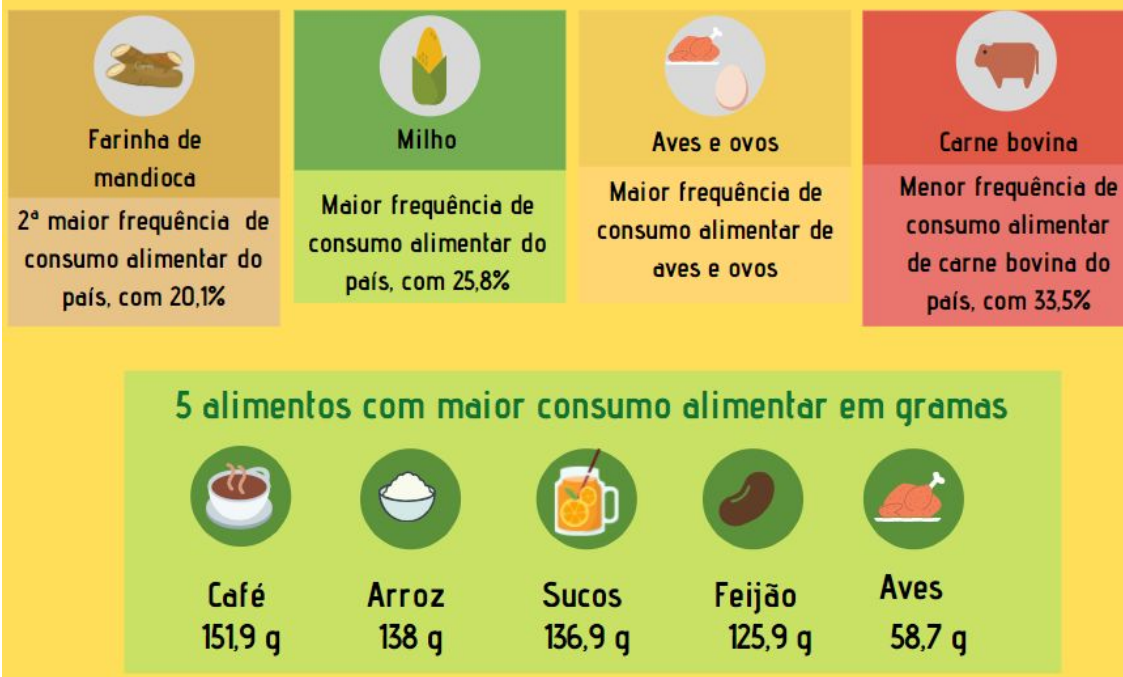 Farinha de
mandioca
2ª maior frequência de
consumo alimentar do
país, com 20,1%
Milho
Maior frequência de
consumo alimentar do
país, com 25,8%
Aves e ovos
Maior frequência de
consumo alimentar de
aves e ovos
Carne bovina
Menor frequência de
consumo alimentar
de carne bovina do
país, com 33,5%
5 alimentos com maior consumo alimentar em gramas
Café
151,9 g
Arroz
138 g
Sucos
136,9 g
Feijão
125,9 g
Aves
58,7 g